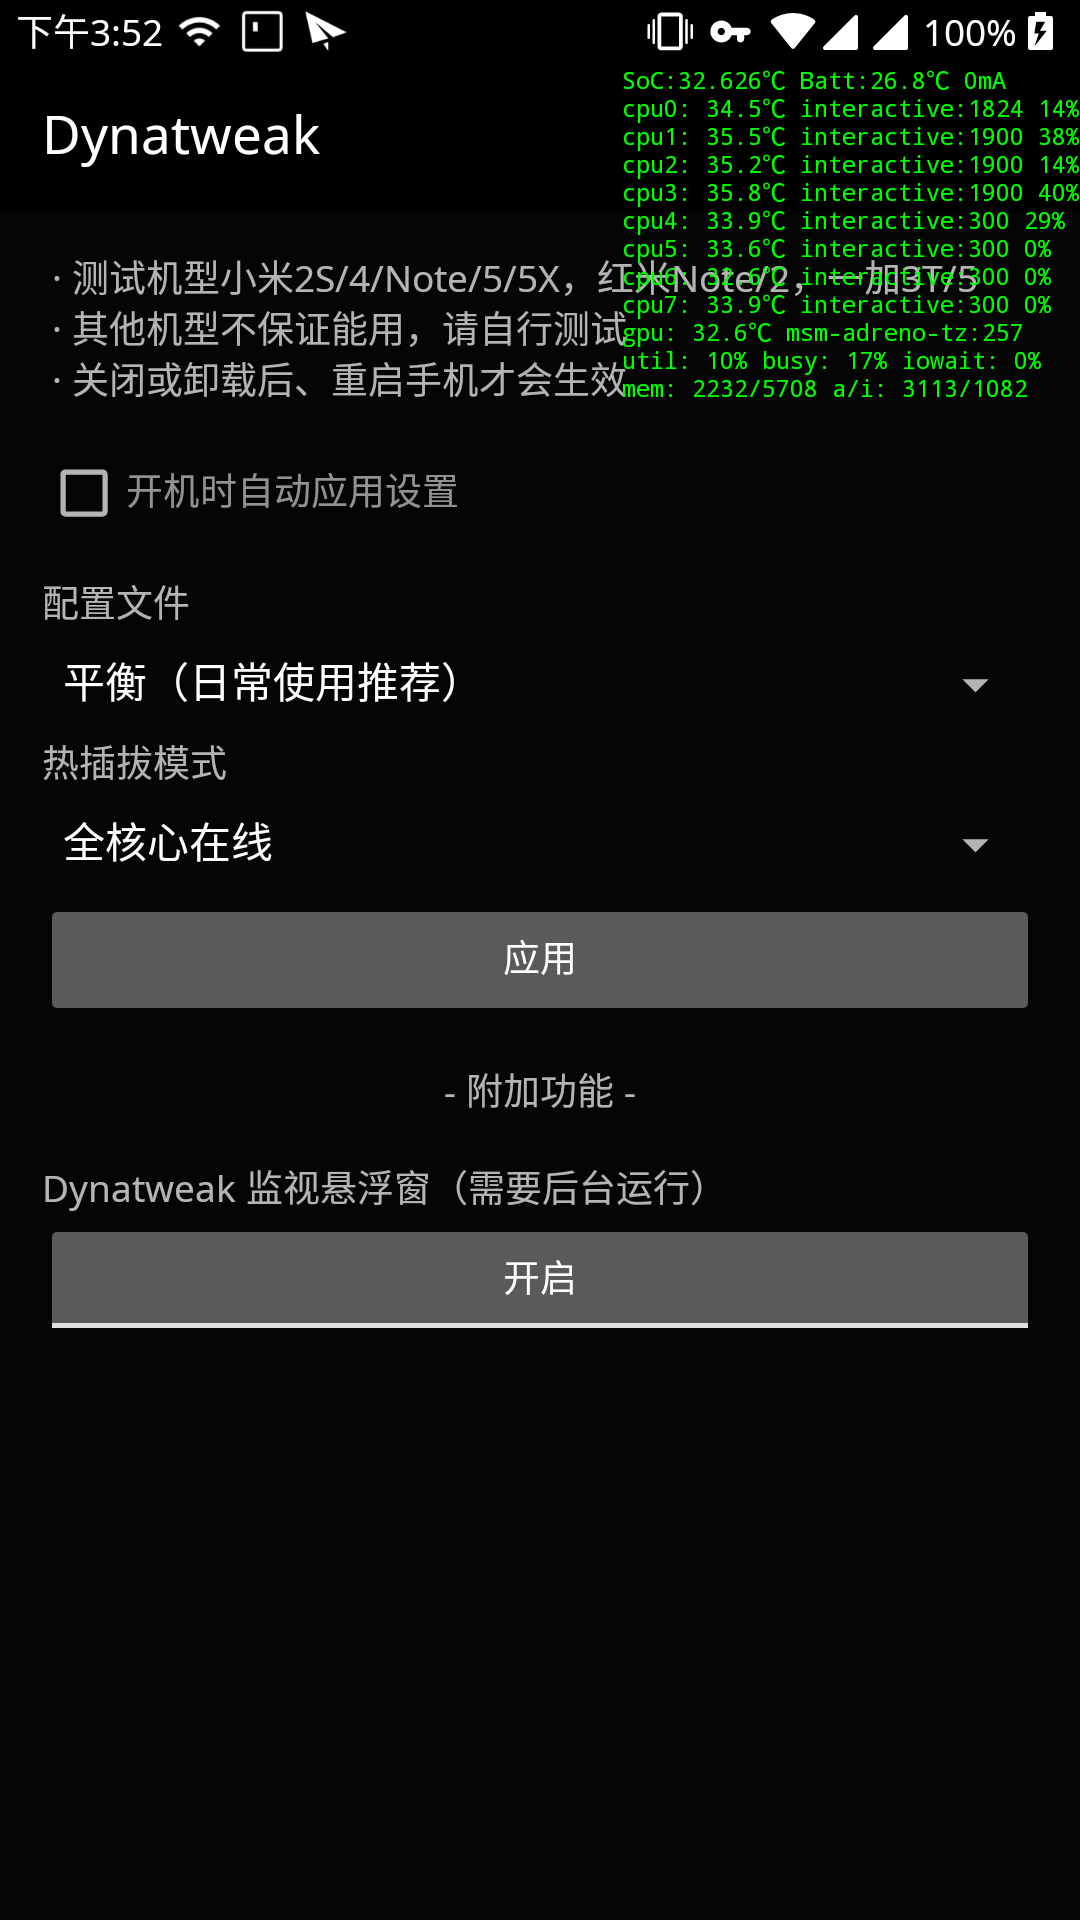 下午3:52
100%
SoC:32.626℃ Batt:26.8℃ 0mA
cpu0: 34.5℃ interactive:1824 14%
cpu1: 35.5℃ interactive:1900 38%
cpu2: 35.2℃ interactive:1900 14%
cpu3: 35.8℃ interactive:1900 40%
cpu4: 33.9℃ interactive:300 29%
cpu5: 33.6℃ interactive:300 0%
cpu6: 32.6℃ interactive:300 0%
cpu7: 33.9℃ interactive:300 0%
gpu: 32.6℃ msm-adreno-tz:257
util: 10% busy: 17% iowait: 0%
mem: 2232/5708 a/i: 3113/1082
Dynatweak
· 测试机型小米2S/4/Note/5/5X，红米Note/2，一加3T/5
· 其他机型不保证能用，请自行测试
· 关闭或卸载后、重启手机才会生效
开机时自动应用设置
配置文件
平衡（日常使用推荐）
热插拔模式
全核心在线
应用
- 附加功能 -
Dynatweak 监视悬浮窗（需要后台运行）
开启